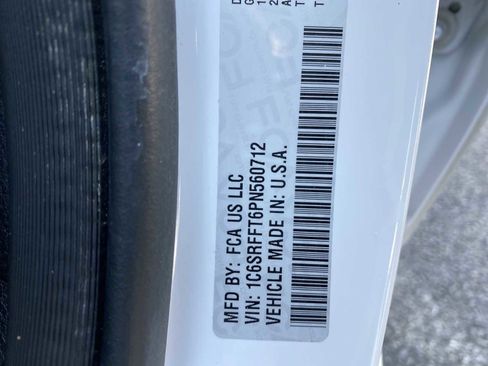 MFD BY: FCA US LLC
VIN: 1C6SRFFT6PN560712
VEHICLE MADE IN: U.S.A.